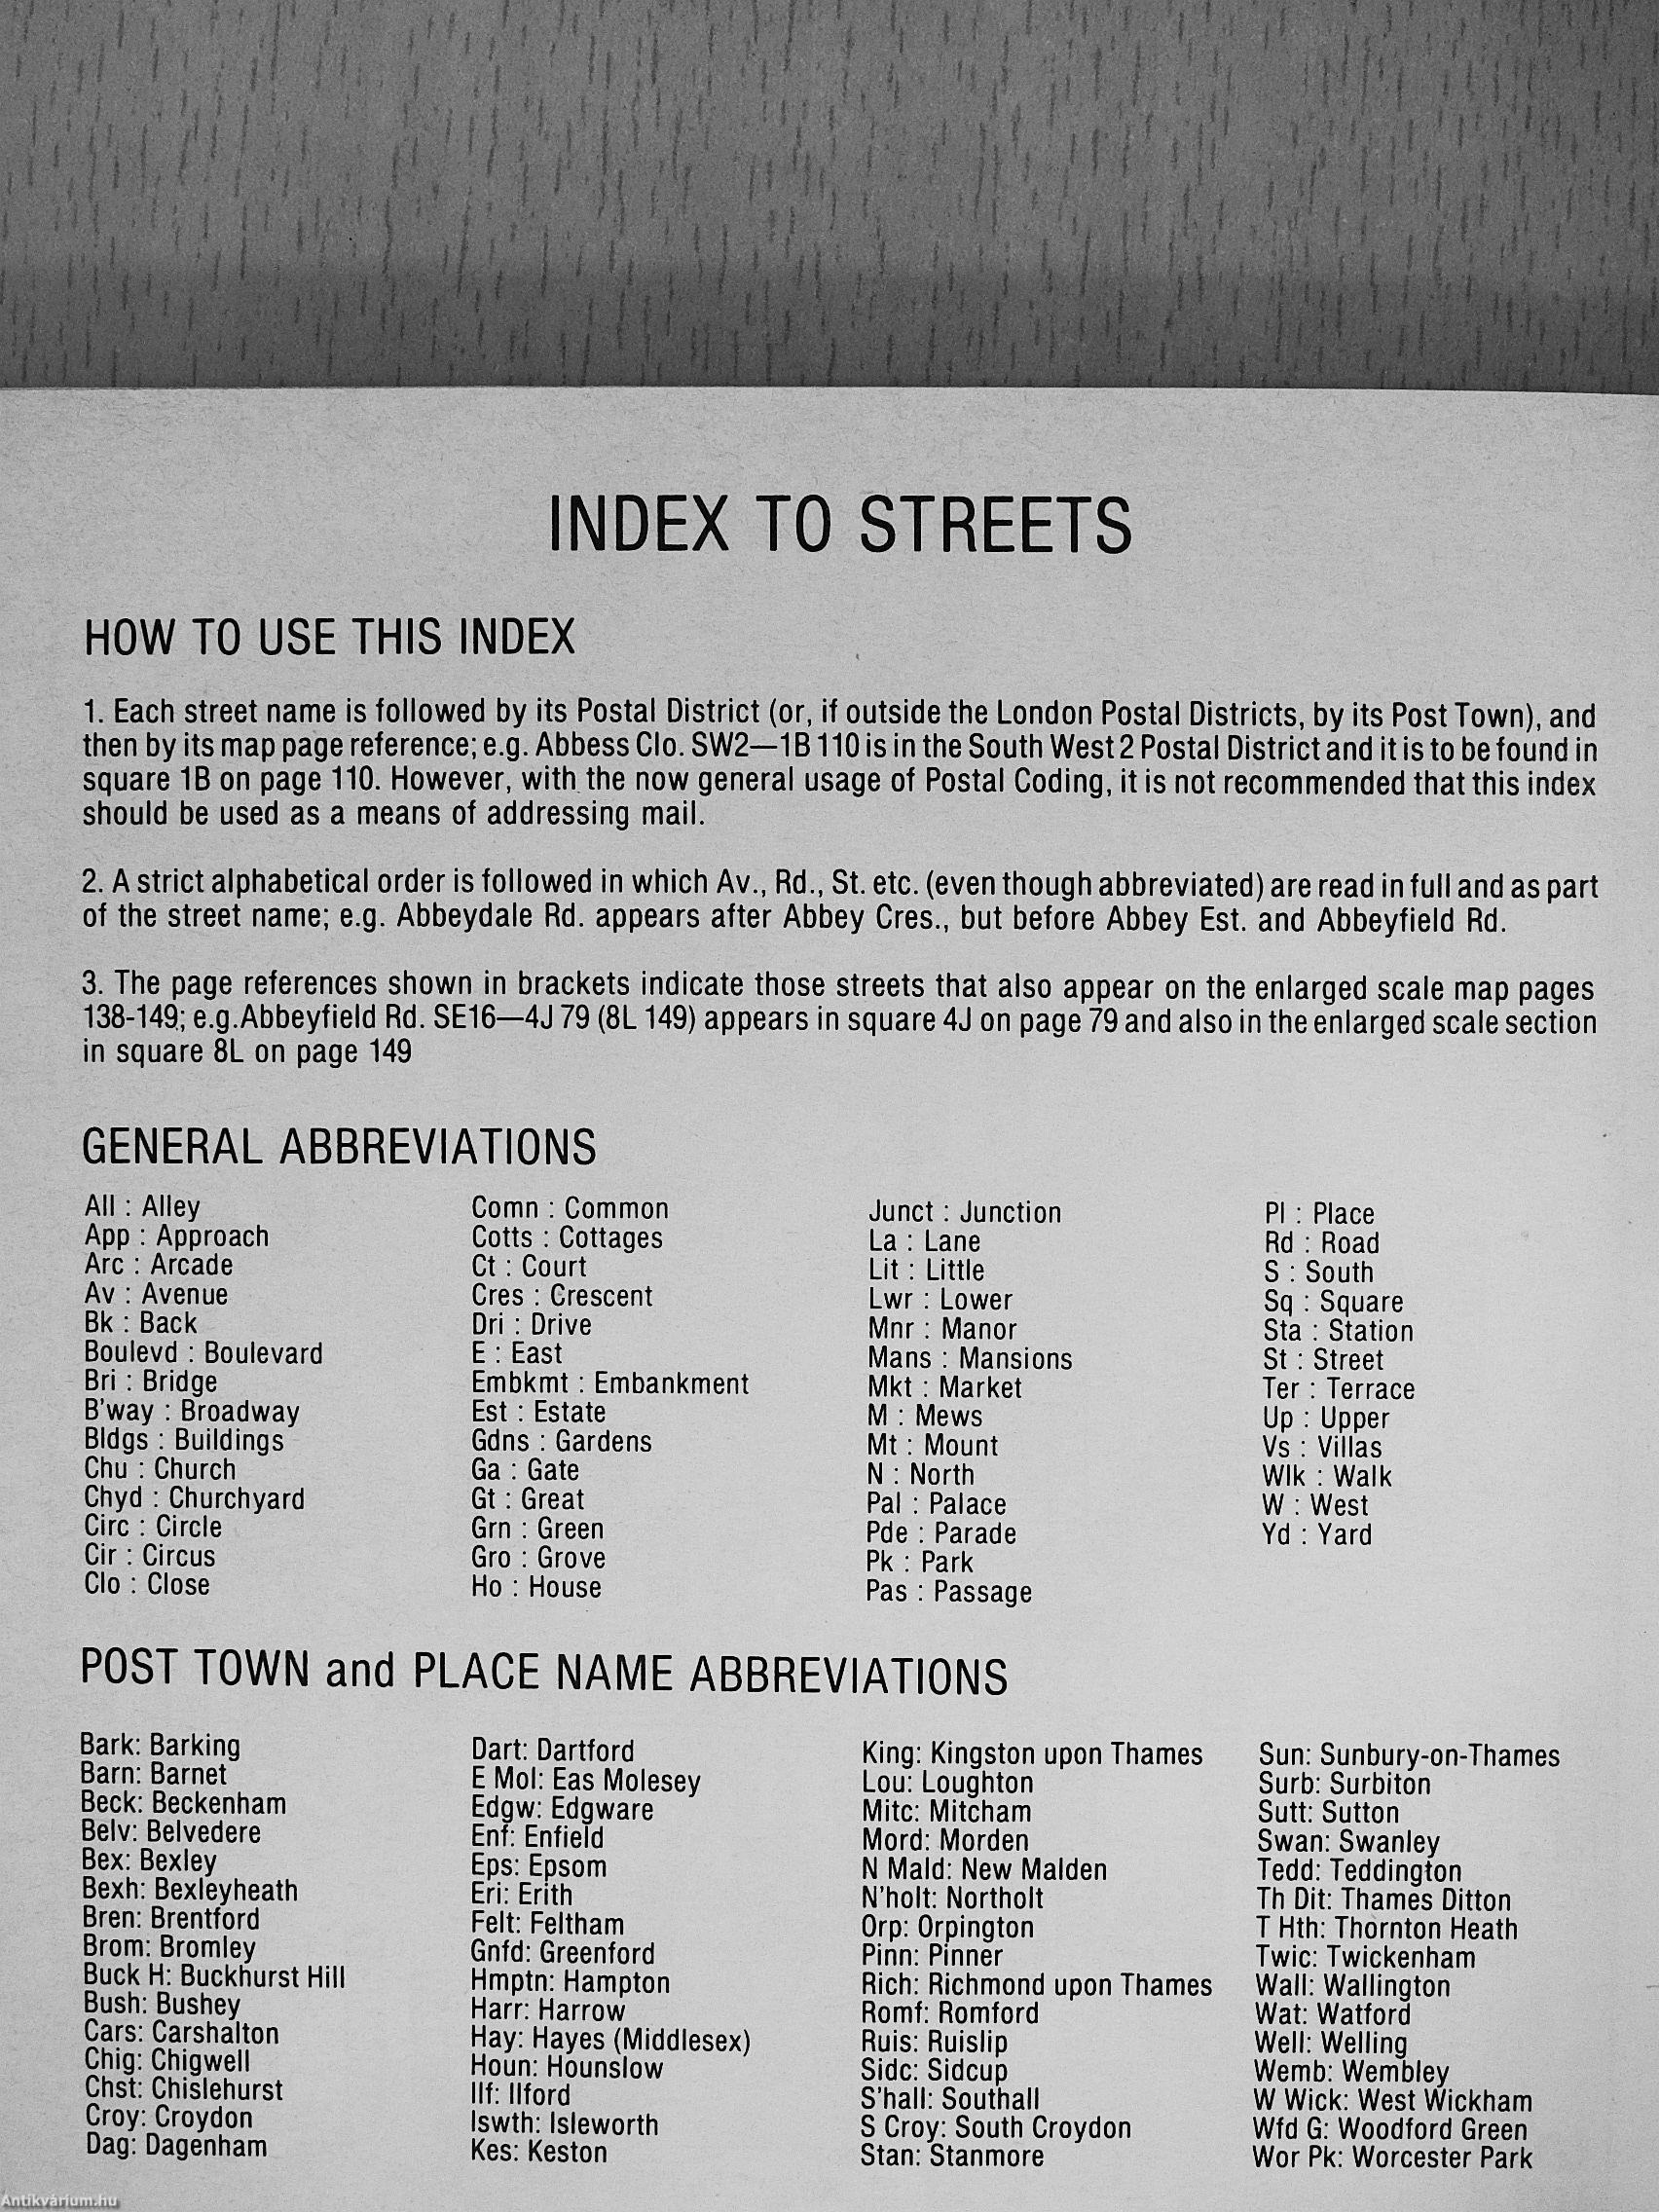 INDEX TO STREETS
HOW TO USE THIS INDEX
1. Each street name is followed by its Postal District (or, if outside the London Postal Districts, by its Post Town), and
then by its map page reference; e.g. Abbess Clo. SW2—1B 110 is in the South West 2 Postal District and it is to be found in
square 1B on page 110. However, with the now general usage of Postal Coding, it is not recommended that this index
should be used as a means of addressing mail.
2. A strict alphabetical order is followed in which Av., Rd., St. etc. (even though abbreviated) are read in full and as part
of the street name; e.g. Abbeydale Rd. appears after Abbey Cres., but before Abbey Est. and Abbeyfield Rd.
3. The page references shown in brackets indicate those streets that also appear on the enlarged scale map pages
138-149; e.g.Abbeyfield Rd. SE16—4J 79 (8L 149) appears in square 4J on page 79 and also in the enlarged scale section
in square 8L on page 149
GENERAL ABBREVIATIONS
All : Alley
App : Approach
Arc : Arcade
Av : Avenue
Bk : Back
Boulevd : Boulevard
Bri : Bridge
B'way : Broadway
Bldgs : Buildings
Chu : Church
Chyd : Churchyard
Circ : Circle
Cir : Circus
Clo : Close
Comn : Common
Cotts : Cottages
Ct : Court
Cres : Crescent
Dri : Drive
E : East
Embkmt : Embankment
Est : Estate
Gdns : Gardens
Ga : Gate
Gt : Great
Grn : Green
Gro : Grove
Ho : House
Junct : Junction
La : Lane
Lit : Little
Lwr : Lower
Mnr : Manor
Mans : Mansions
Mkt : Market
M : Mews
Mt : Mount
N : North
Pal : Palace
Pde : Parade
Pk : Park
Pas : Passage
Pl : Place
Rd : Road
S : South
Sq : Square
Sta : Station
St : Street
Ter : Terrace
Up : Upper
Vs : Villas
Wlk : Walk
W : West
Yd : Yard
POST TOWN and PLACE NAME ABBREVIATIONS
Bark: Barking
Barn: Barnet
Beck: Beckenham
Belv: Belvedere
Bex: Bexley
Bexh: Bexleyheath
Bren: Brentford
Brom: Bromley
Buck H: Buckhurst Hill
Bush: Bushey
Cars: Carshalton
Chig: Chigwell
Chst: Chislehurst
Croy: Croydon
Dag: Dagenham
Dart: Dartford
E Mol: Eas Molesey
Edgw: Edgware
Enf: Enfield
Eps: Epsom
Eri: Erith
Felt: Feltham
Gnfd: Greenford
Hmptn: Hampton
Harr: Harrow
Hay: Hayes (Middlesex)
Houn: Hounslow
Ilf: Ilford
Iswth: Isleworth
Kes: Keston
King: Kingston upon Thames
Lou: Loughton
Mitc: Mitcham
Mord: Morden
N Mald: New Malden
N'holt: Northolt
Orp: Orpington
Pinn: Pinner
Rich: Richmond upon Thames
Romf: Romford
Ruis: Ruislip
Sidc: Sidcup
S'hall: Southall
S Croy: South Croydon
Stan: Stanmore
Sun: Sunbury-on-Thames
Surb: Surbiton
Sutt: Sutton
Swan: Swanley
Tedd: Teddington
Th Dit: Thames Ditton
T Hth: Thornton Heath
Twic: Twickenham
Wall: Wallington
Wat: Watford
Well: Welling
Wemb: Wembley
W Wick: West Wickham
Wfd G: Woodford Green
Wor Pk: Worcester Park
Antikvárium.hu